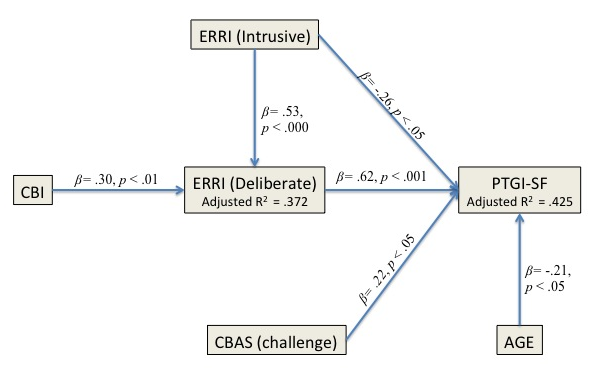 ERRI (Intrusive)
β= -.26, p < .05
β= .53,
p < .000
CBI
β= .30, p < .01
ERRI (Deliberate)
Adjusted R² = .372
β= .62, p < .001
PTGI-SF
Adjusted R² = .425
β= .22, p < .05
β= -.21,
p < .05
CBAS (challenge)
AGE